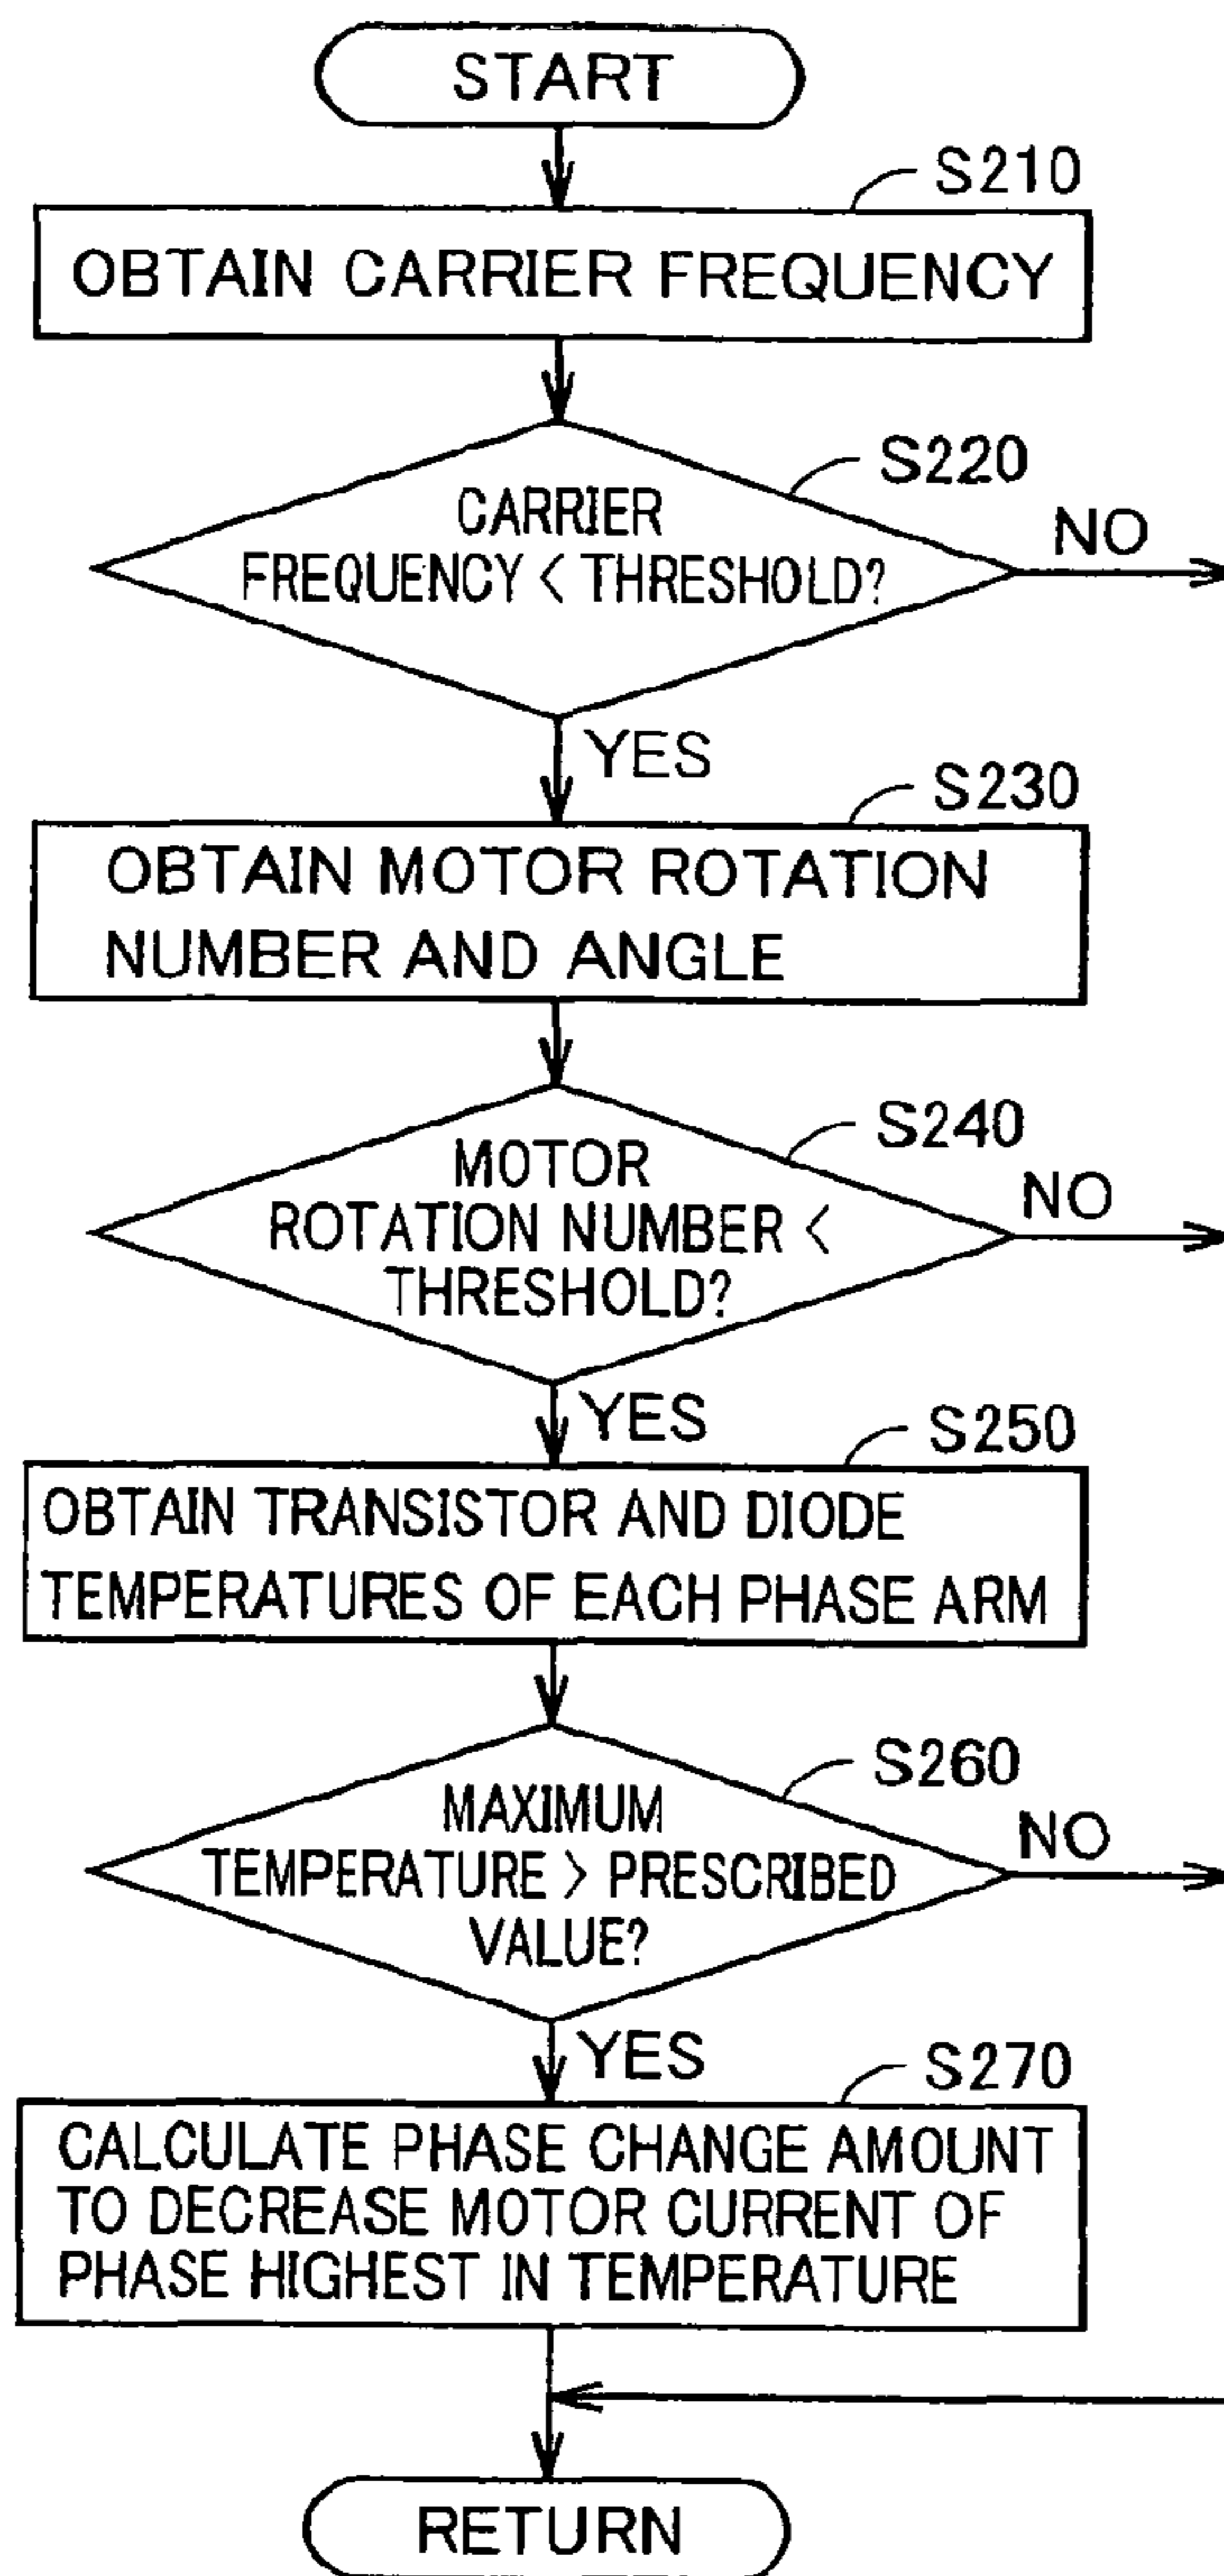 START
S210
OBTAIN CARRIER FREQUENCY
S220
CARRIER
FREQUENCY < THRESHOLD?
NO
YES
S230
OBTAIN MOTOR ROTATION
NUMBER AND ANGLE
S240
MOTOR
ROTATION NUMBER <
THRESHOLD?
NO
YES
S250
OBTAIN TRANSISTOR AND DIODE
TEMPERATURES OF EACH PHASE ARM
S260
MAXIMUM
TEMPERATURE > PRESCRIBED
VALUE?
NO
YES
S270
CALCULATE PHASE CHANGE AMOUNT
TO DECREASE MOTOR CURRENT OF
PHASE HIGHEST IN TEMPERATURE
RETURN